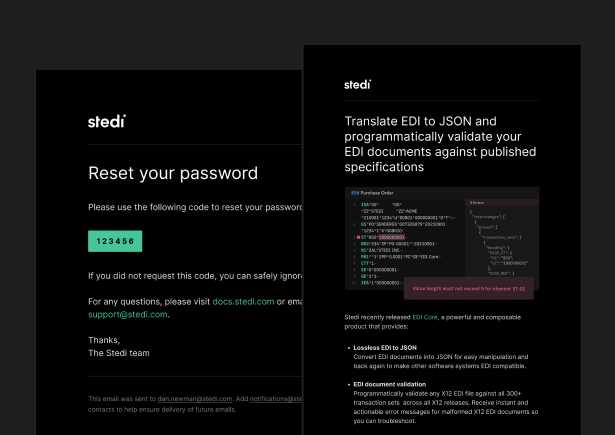 stedi
Reset your password
Please use the following code to reset your password
123456
If you did not request this code, you can safely ignore
For any questions, please visit docs.stedi.com or ema
support@stedi.com.
Thanks,
The Stedi team
This email was sent to dan.newman@stedi.com. Add notifications@ste
contacts to help ensure delivery of future emails.
stedi
Translate EDI to JSON and
programmatically validate your
EDI documents against published
specifications
850 Purchase Order
Value length must not exceed 9 for element ST-02
Stedi recently released EDI Core, a powerful and composable
product that provides:
• Lossless EDI to JSON
Convert EDI documents into JSON for easy manipulation and
back again to make other software systems EDI compatible.
• EDI document validation
Programmatically validate any X12 EDI file against all 300+
transaction sets across all X12 releases. Receive instant and
actionable error messages for malformed X12 EDI documents so
you can troubleshoot.